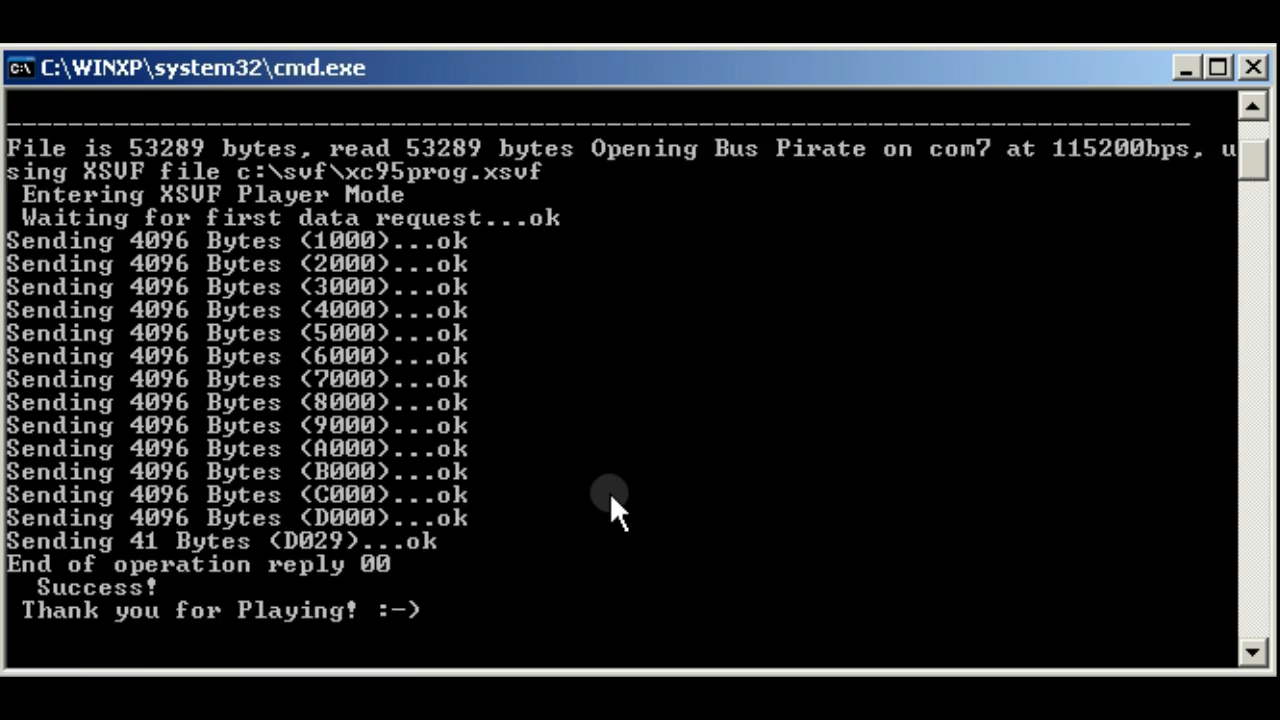 C:\WINXP\system32\cmd.exe
File is 53289 bytes, read 53289 bytes Opening Bus Pirate on com7 at 115200bps, u
sing XSVF file c:\svf\xc95prog.xsvf
Entering XSVF Player Mode
Waiting for first data request...ok
Sending 4096 Bytes (1000)...ok
Sending 4096 Bytes (2000)...ok
Sending 4096 Bytes (3000)...ok
Sending 4096 Bytes (4000)...ok
Sending 4096 Bytes (5000)...ok
Sending 4096 Bytes (6000)...ok
Sending 4096 Bytes (7000)...ok
Sending 4096 Bytes (8000)...ok
Sending 4096 Bytes (9000)...ok
Sending 4096 Bytes (A000)...ok
Sending 4096 Bytes (B000)...ok
Sending 4096 Bytes (C000)...ok
Sending 4096 Bytes (D000)...ok
Sending 41 Bytes (D029)...ok
End of operation reply 00
Success!
Thank you for Playing! :-)